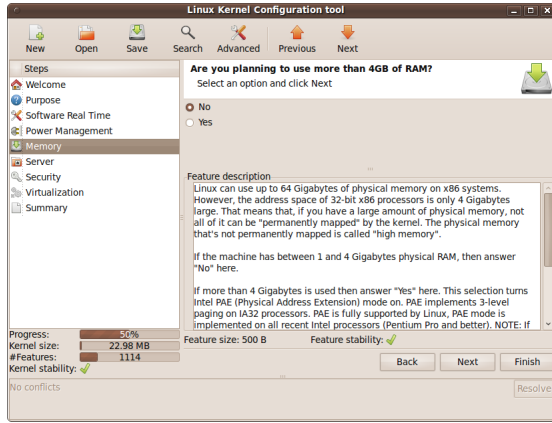 Linux Kernel Configuration tool
New Open Save Search Advanced Previous Next
Steps
Welcome
Purpose
Software Real Time
Power Management
Memory
Server
Security
Virtualization
Summary
Are you planning to use more than 4GB of RAM?
Select an option and click Next
No
Yes
Feature description
Linux can use up to 64 Gigabytes of physical memory on x86 systems.
However, the address space of 32-bit x86 processors is only 4 Gigabytes
large. That means that, if you have a large amount of physical memory, not
all of it can be "permanently mapped" by the kernel. The physical memory
that's not permanently mapped is called "high memory".
If the machine has between 1 and 4 Gigabytes physical RAM, then answer
"No" here.
If more than 4 Gigabytes is used then answer "Yes" here. This selection turns
Intel PAE (Physical Address Extension) mode on. PAE implements 3-level
paging on IA32 processors. PAE is fully supported by Linux, PAE mode is
implemented on all recent Intel processors (Pentium Pro and better). NOTE: If
Progress: 50%
Kernel size: 22.98 MB
#Features: 1114
Kernel stability:
Feature size: 500 B Feature stability:
Back Next Finish
No conflicts
Resolve